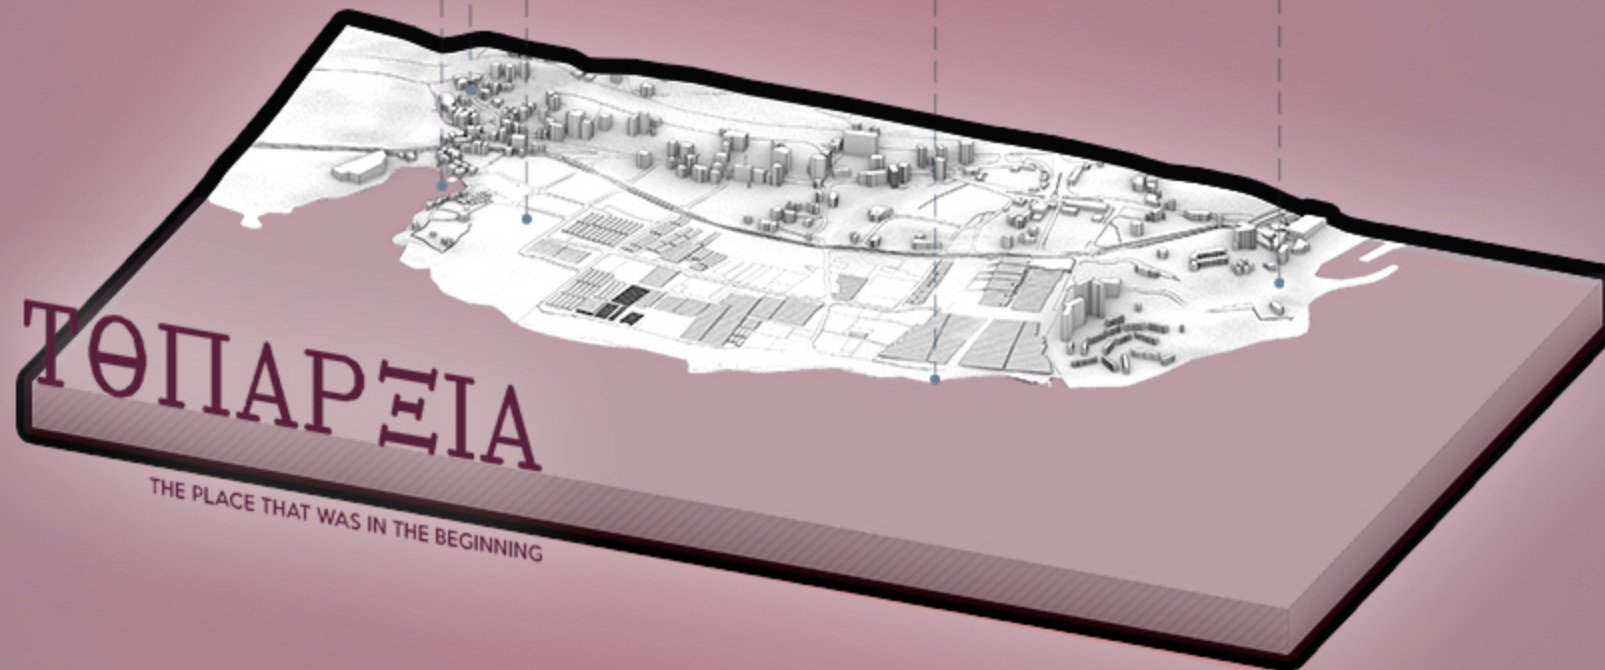 ΤΘΠΑΡΞΙΑ
THE PLACE THAT WAS IN THE BEGINNING